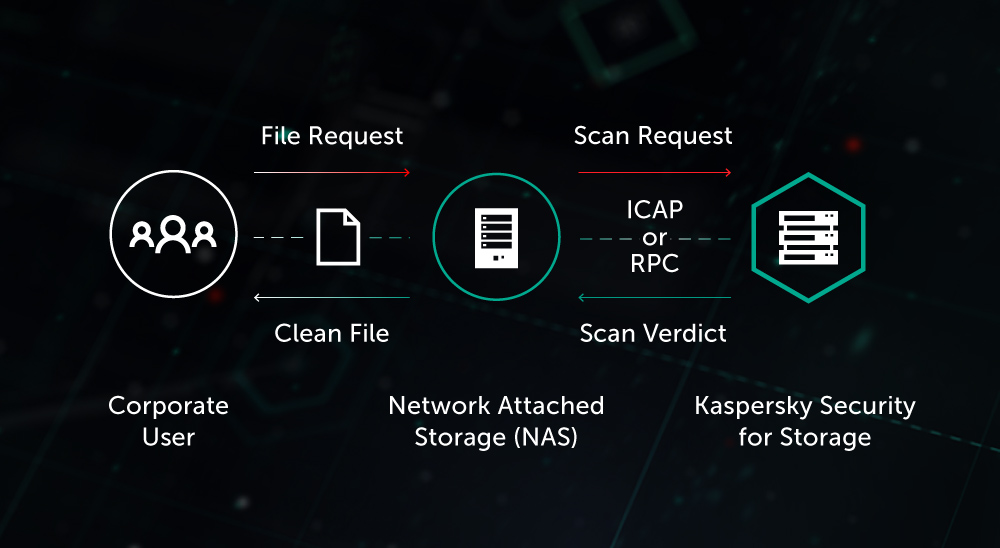 File Request
Scan Request
ICAP
or
RPC
Clean File
Scan Verdict
Corporate
User
Network Attached
Storage (NAS)
Kaspersky Security
for Storage